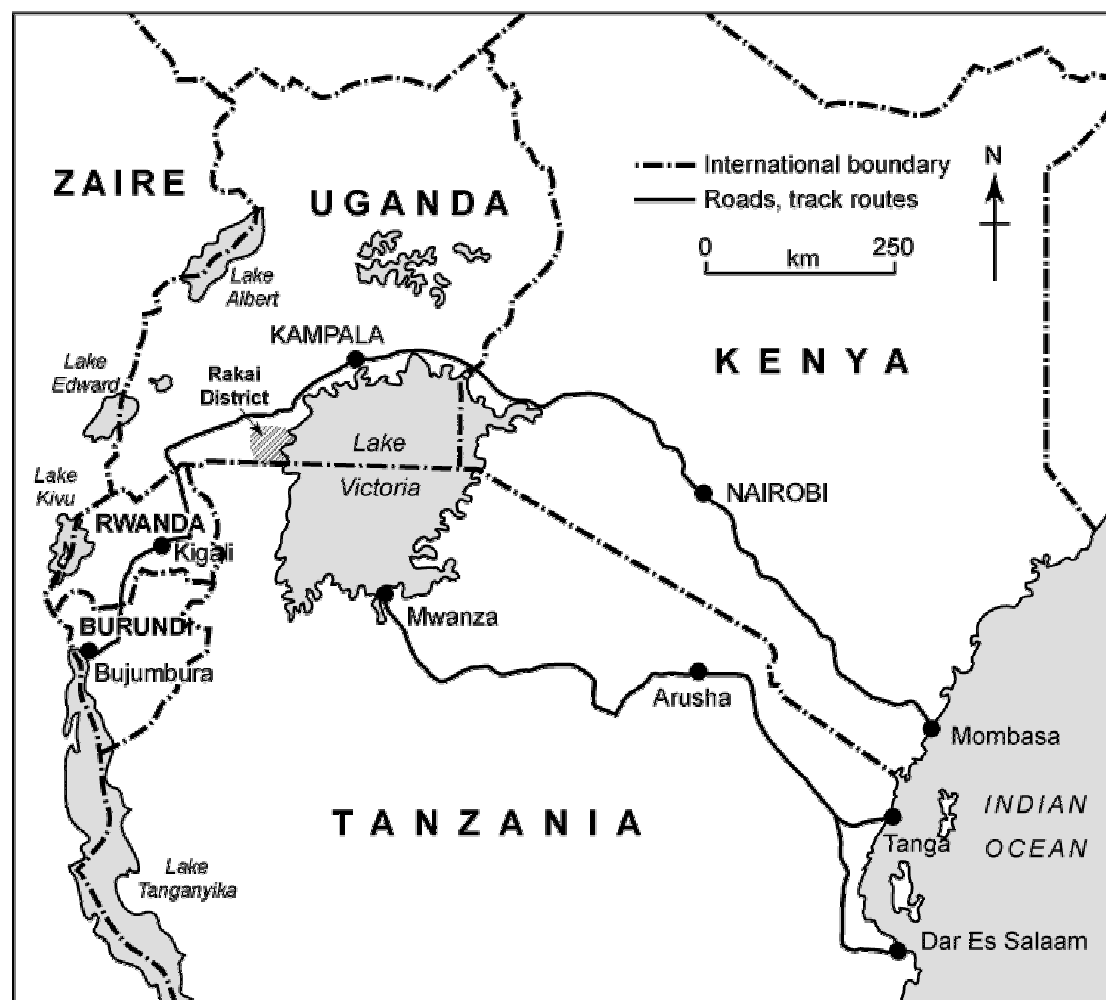 International boundary
N
ZAIRE
Roads, track routes
UGANDA
0
250
km
Lake
Albert
KAMPALA
KENYA
Lake
Edward
Rakai
District
Lake
Victoria
Lake
Kivu
NAIROBI
RWANDA
Kigali
Mwanza
BURUNDI
Bujumbura
Arusha
Mombasa
INDIAN
OCEAN
TANZANIA
Tanga
Lake
Tanganyika
Dar Es Salaam